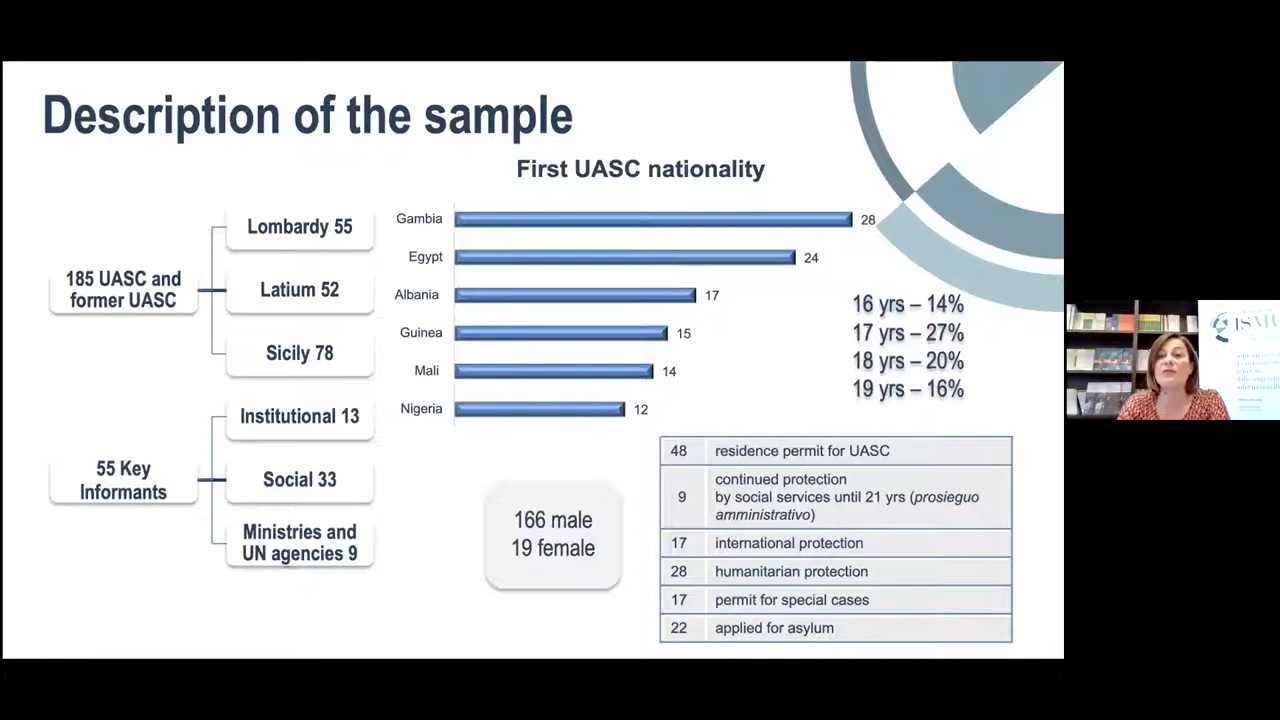 Description of the sample
First UASC nationality
185 UASC and
former UASC
Lombardy 55
Latium 52
Sicily 78
55 Key
Informants
Institutional 13
Social 33
Ministries and
UN agencies 9
Gambia 28
Egypt 24
Albania 17
Guinea 15
Mali 14
Nigeria 12
16 yrs – 14%
17 yrs – 27%
18 yrs – 20%
19 yrs – 16%
166 male
19 female
48 residence permit for UASC
9 continued protection
by social services until 21 yrs (prosieguo
amministrativo)
17 international protection
28 humanitarian protection
17 permit for special cases
22 applied for asylum